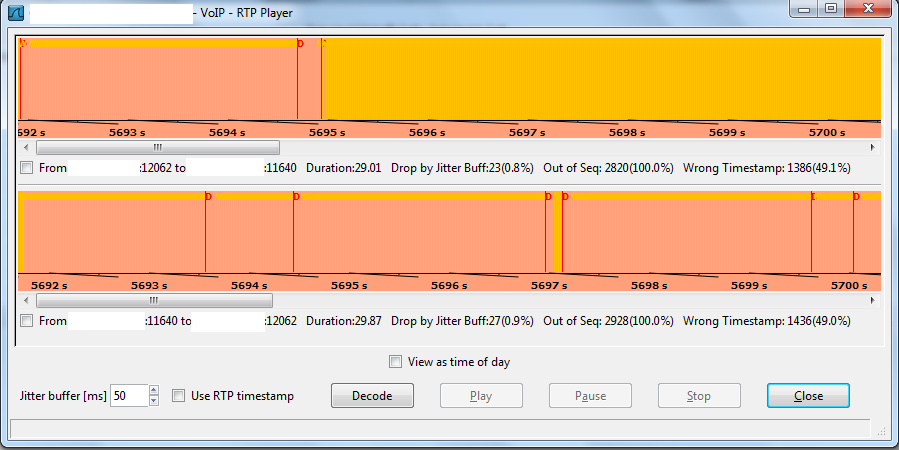 - VoIP - RTP Player
D D
692 s 5693 s 5694 s 5695 s 5696 s 5697 s 5698 s 5699 s 5700 s
From :12062 to :11640 Duration:29.01 Drop by Jitter Buff:23(0.8%) Out of Seq: 2820(100.0%) Wrong Timestamp: 1386(49.1%)
D D D D D D
5692 s 5693 s 5694 s 5695 s 5696 s 5697 s 5698 s 5699 s 5700 s
From :11640 to :12062 Duration:29.87 Drop by Jitter Buff:27(0.9%) Out of Seq: 2928(100.0%) Wrong Timestamp: 1436(49.0%)
View as time of day
Jitter buffer [ms] 50 Use RTP timestamp Decode Play Pause Stop Close